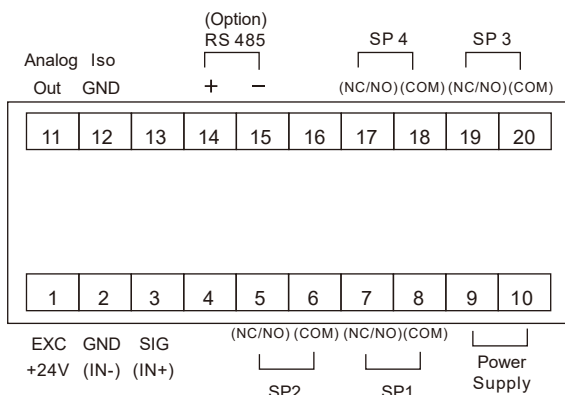 (Option)
RS 485
SP 4
SP 3
Analog Iso
Out GND + − (NC/NO)(COM) (NC/NO)(COM)
11 12 13 14 15 16 17 18 19 20
1 2 3 4 5 6 7 8 9 10
EXC GND SIG (NC/NO) (COM) (NC/NO)(COM)
+24V (IN-) (IN+)
Power
Supply
SP2 SP1